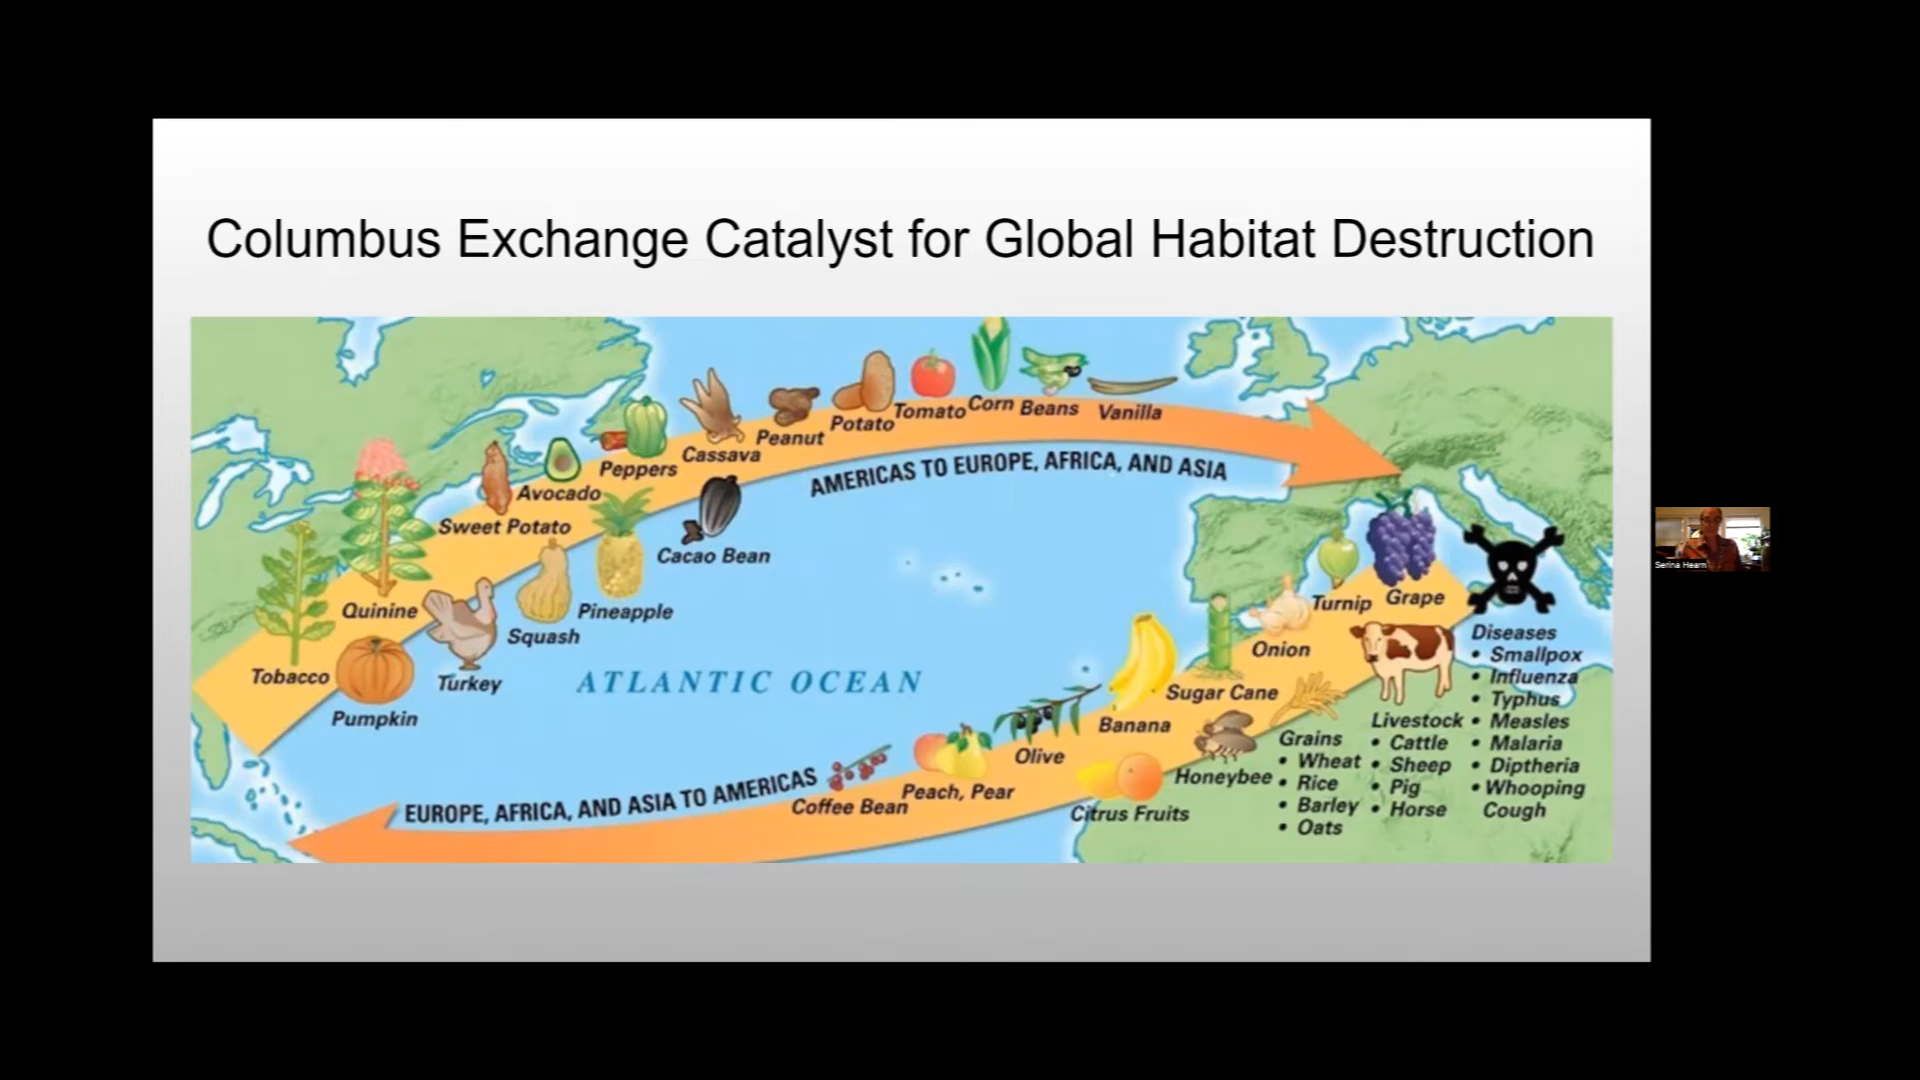 Columbus Exchange Catalyst for Global Habitat Destruction
Tomato
Corn
Beans
Vanilla
Potato
Peanut
Cassava
Peppers
Avocado
Sweet Potato
AMERICAS TO EUROPE, AFRICA, AND ASIA
Cacao Bean
Quinine
Pineapple
Squash
Tobacco
Turkey
Pumpkin
ATLANTIC OCEAN
Turnip
Grape
Onion
Sugar Cane
Banana
Olive
Honeybee
Peach, Pear
Citrus Fruits
Coffee Bean
EUROPE, AFRICA, AND ASIA TO AMERICAS
Grains
• Wheat
• Rice
• Barley
• Oats
Livestock
• Cattle
• Sheep
• Pig
• Horse
Diseases
• Smallpox
• Influenza
• Typhus
• Measles
• Malaria
• Diptheria
• Whooping
Cough
Serina Hearn